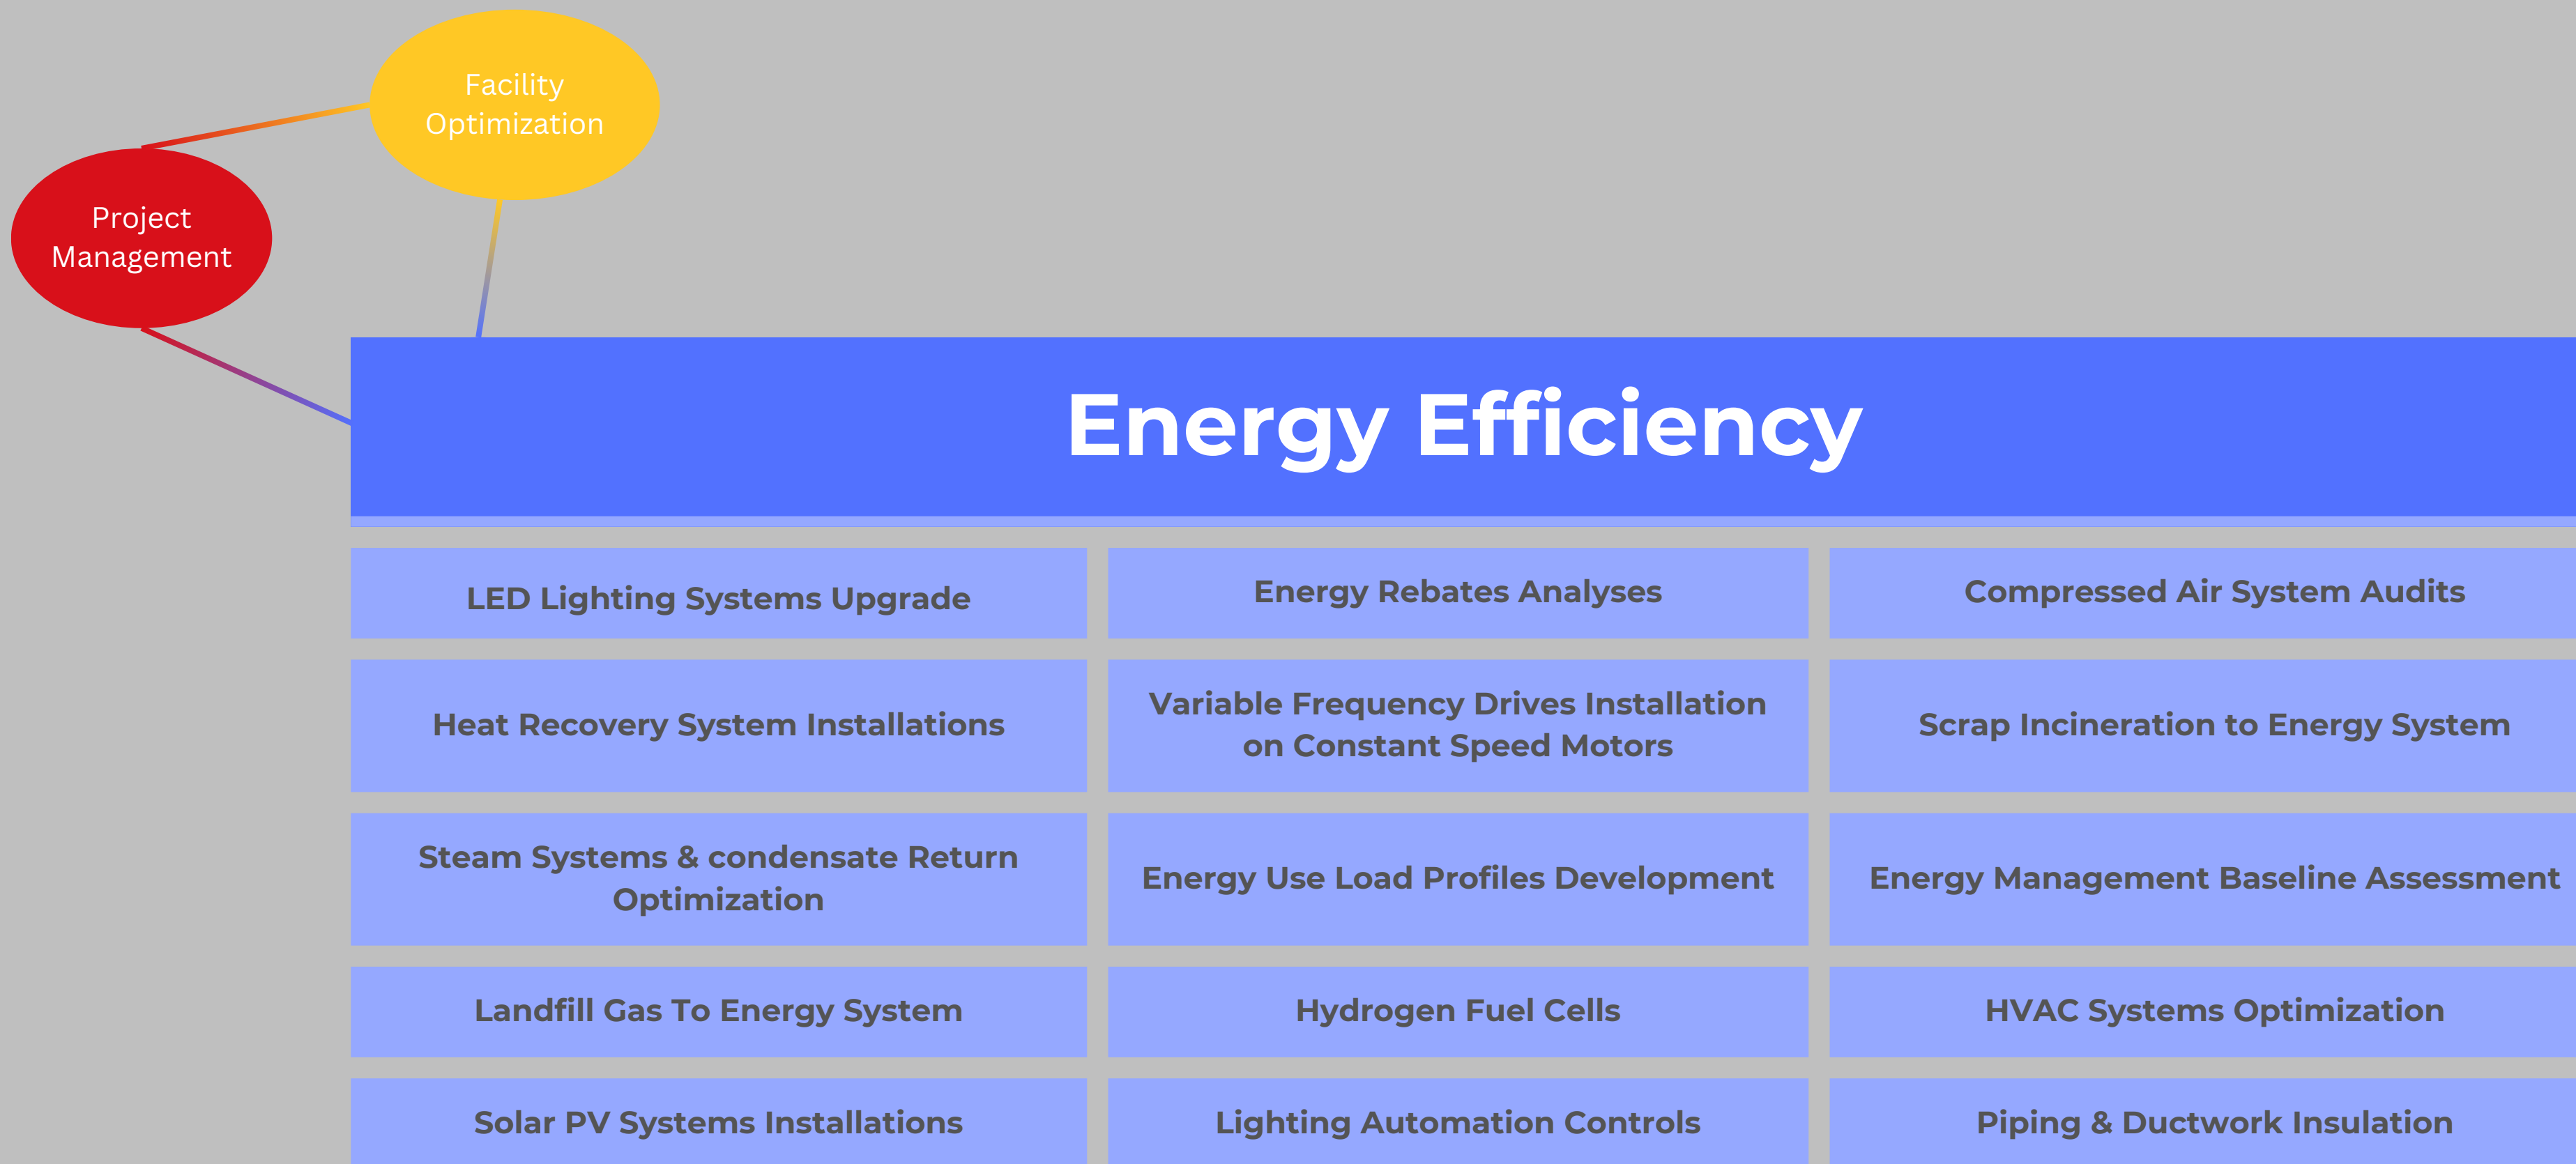 Facility
Optimization
Project
Management
Energy Efficiency
LED Lighting Systems Upgrade
Energy Rebates Analyses
Compressed Air System Audits
Heat Recovery System Installations
Variable Frequency Drives Installation
on Constant Speed Motors
Scrap Incineration to Energy System
Steam Systems & condensate Return
Optimization
Energy Use Load Profiles Development
Energy Management Baseline Assessment
Landfill Gas To Energy System
Hydrogen Fuel Cells
HVAC Systems Optimization
Solar PV Systems Installations
Lighting Automation Controls
Piping & Ductwork Insulation